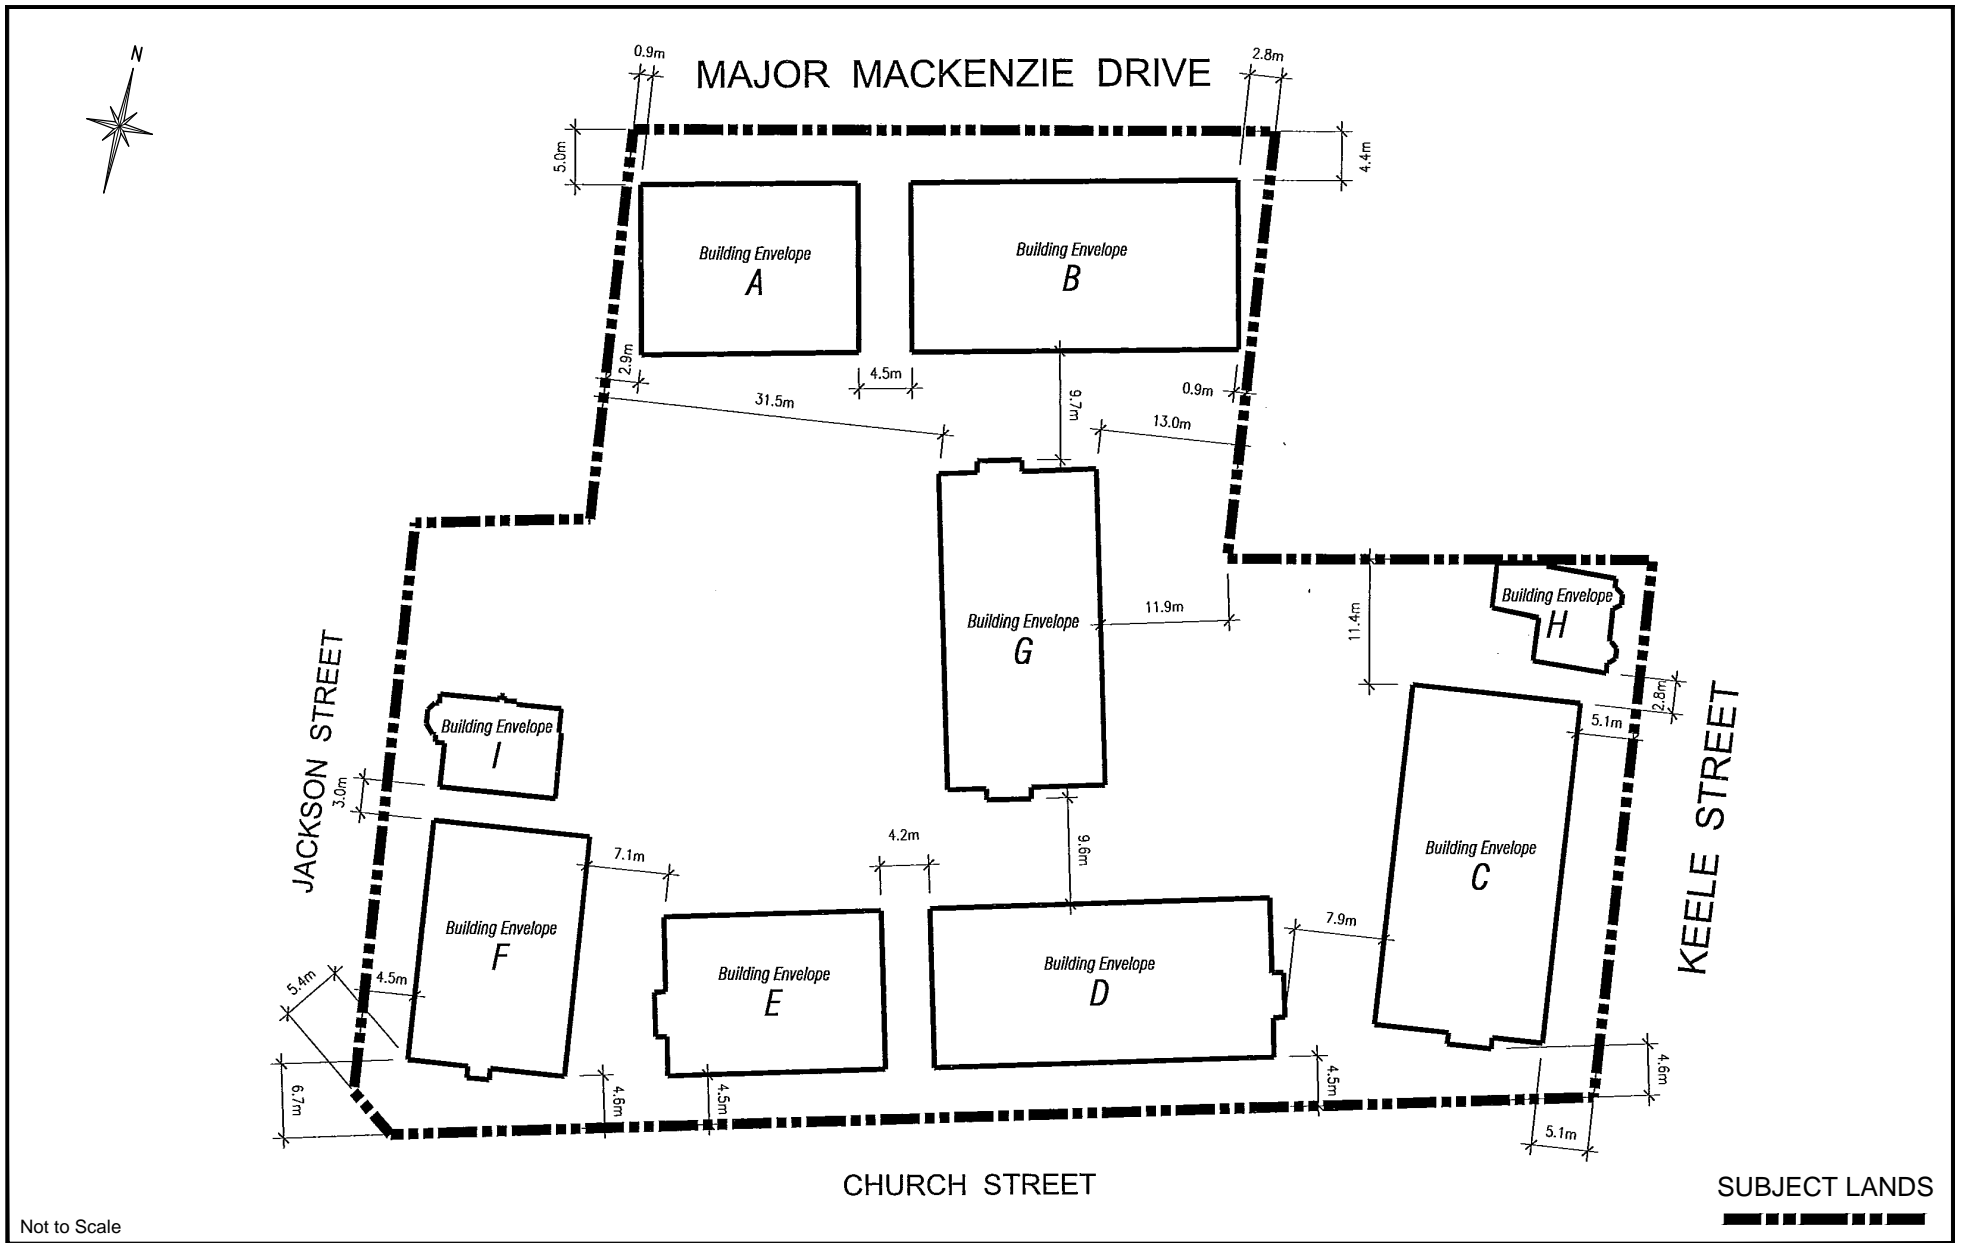 N
0.9m
MAJOR MACKENZIE DRIVE
2.8m
5.0m
4.4m
Building Envelope
A
Building Envelope
B
2.9m
4.5m
31.5m
9.7m
0.9m
13.0m
Building Envelope
G
11.9m
11.4m
Building Envelope
H
2.8m
5.1m
JACKSON STREET
Building Envelope
I
3.0m
KEELE STREET
7.1m
4.2m
9.6m
Building Envelope
C
Building Envelope
F
7.9m
Building Envelope
E
Building Envelope
D
5.4m
4.5m
6.7m
4.6m
4.5m
4.5m
4.6m
5.1m
CHURCH STREET
SUBJECT LANDS
Not to Scale